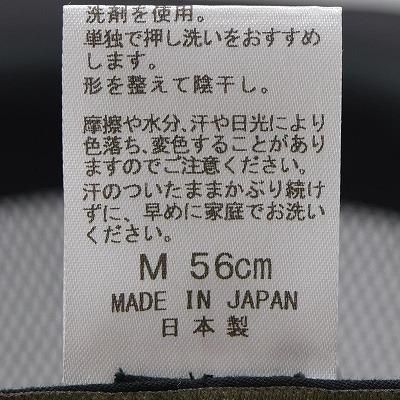 洗剤を使用。
単独で押し洗いをおすすめ
します。
形を整えて陰干し。
摩擦や水分、汗や日光により
色落ち、変色することがあり
ますのでご注意ください。
汗のついたままかぶり続け
ずに、早めに家庭でお洗い
ください。
M 56cm
MADE IN JAPAN
日本製